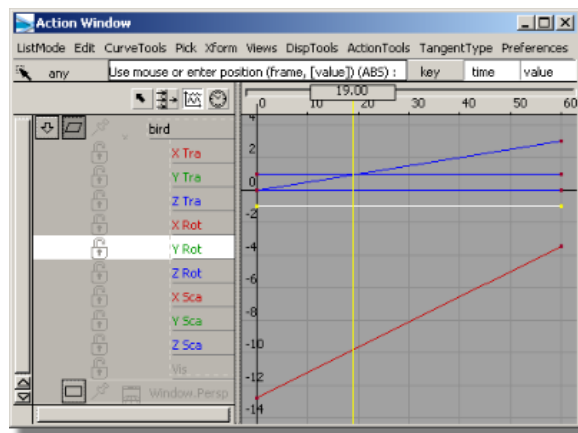 Action Window
ListMode Edit CurveTools Pick Xform Views DispTools ActionTools TangentType Preferences
any Use mouse or enter position (frame, [value]) (ABS) : key time value
19.00
0 10 20 30 40 50 60
bird
X Tra
Y Tra
Z Tra
X Rot
Y Rot
Z Rot
X Sca
Y Sca
Z Sca
Vis
Window.Persp
4
2
0
-2
-4
-6
-8
-10
-12
-14